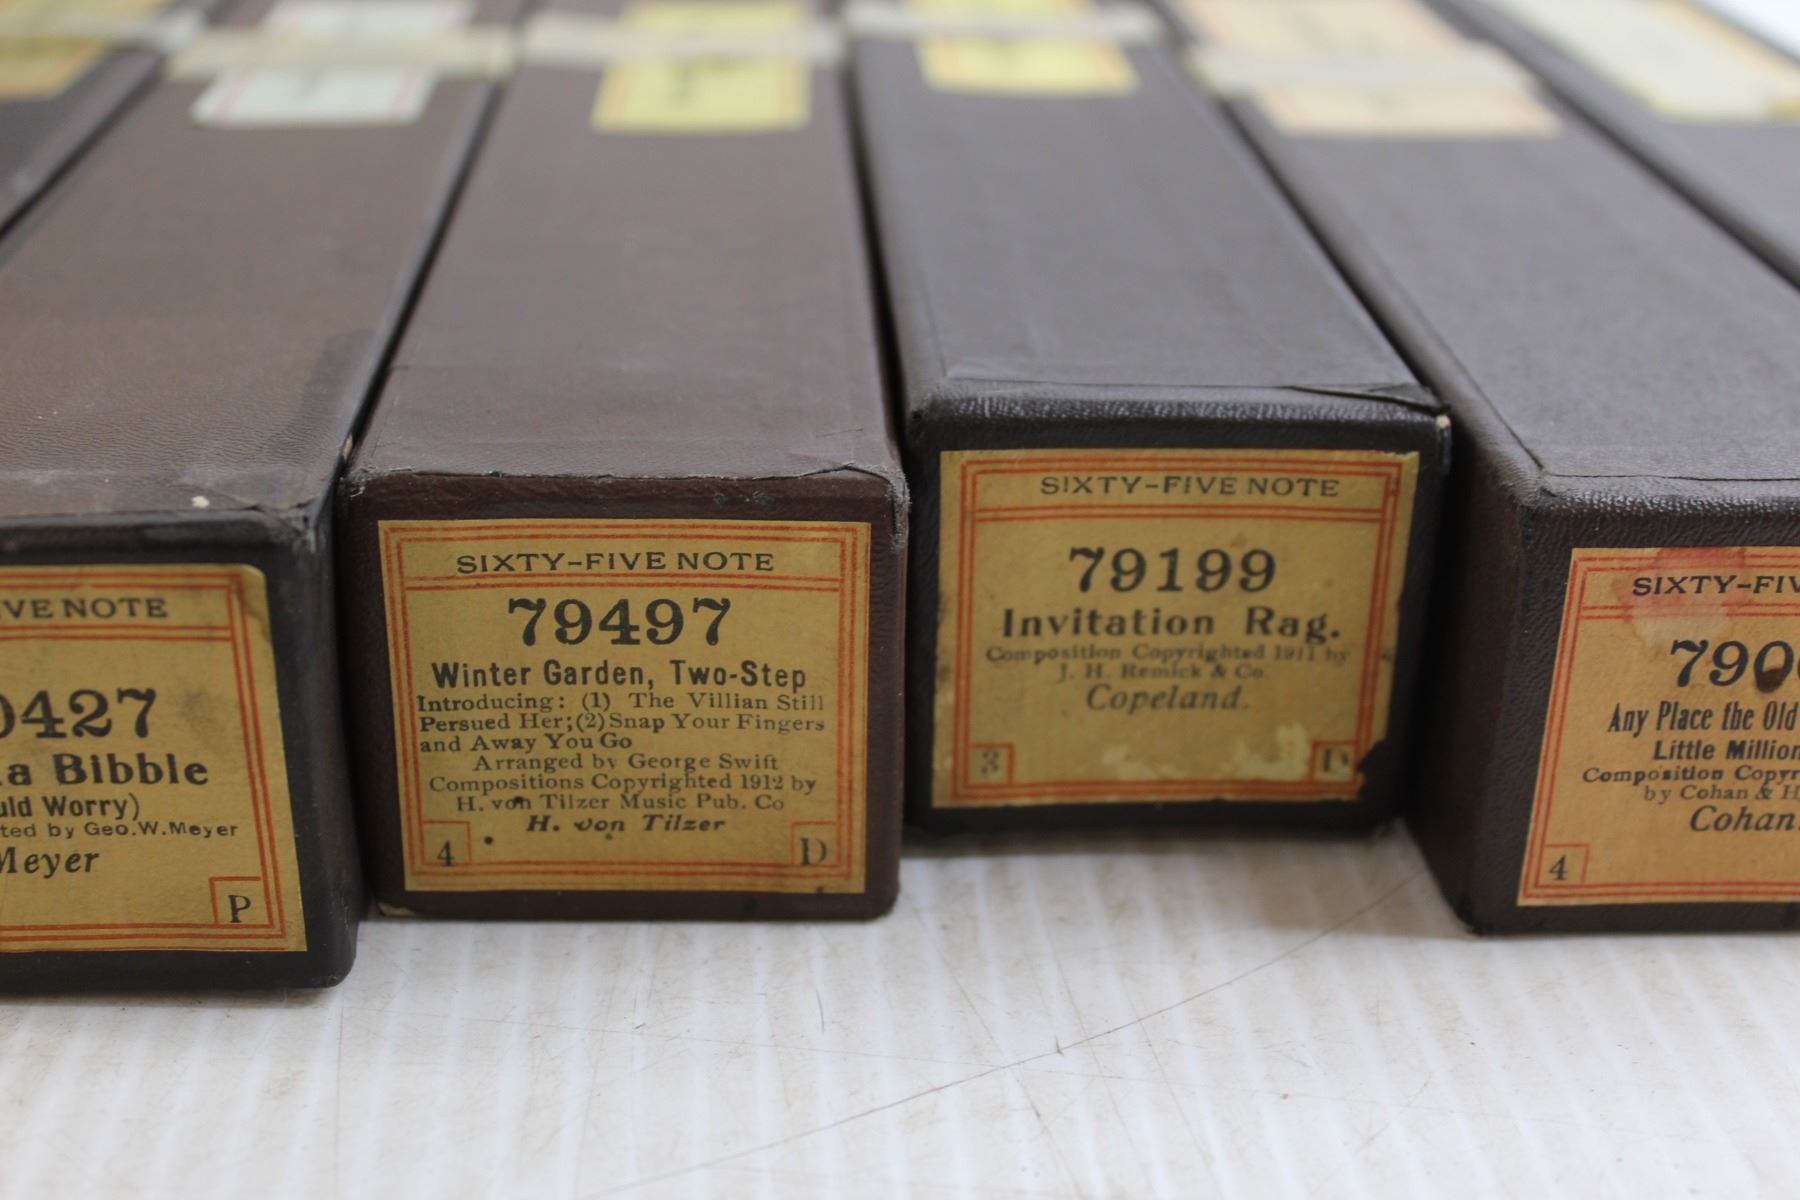 VE NOTE
0427
a Bibble
uld Worry)
ted by Geo.W.Meyer
Meyer
P
SIXTY-FIVE NOTE
79497
Winter Garden, Two-Step
Introducing: (1) The Villian Still
Persued Her;(2) Snap Your Fingers
and Away You Go
Arranged by George Swift
Compositions Copyrighted 1912 by
H. von Tilzer Music Pub. Co
H. von Tilzer
4 D
SIXTY-FIVE NOTE
79199
Invitation Rag.
Composition Copyrighted 1911 by
J. H. Remick & Co.
Copeland.
3 D
SIXTY-FIV
790
Any Place the Old
Little Million
Composition Copyr
by Cohan & H
Cohan.
4